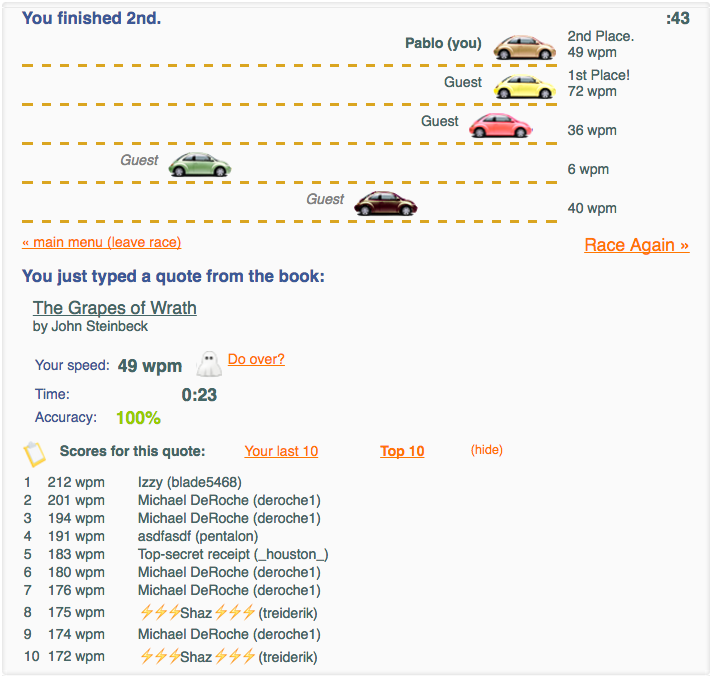 You finished 2nd. :43
Pablo (you) 2nd Place.
49 wpm
Guest 1st Place!
72 wpm
Guest 36 wpm
Guest 6 wpm
Guest 40 wpm
« main menu (leave race) Race Again »
You just typed a quote from the book:
The Grapes of Wrath
by John Steinbeck
Your speed: 49 wpm Do over?
Time: 0:23
Accuracy: 100%
Scores for this quote: Your last 10 Top 10 (hide)
1 212 wpm Izzy (blade5468)
2 201 wpm Michael DeRoche (deroche1)
3 194 wpm Michael DeRoche (deroche1)
4 191 wpm asdfasdf (pentalon)
5 183 wpm Top-secret receipt (_houston_)
6 180 wpm Michael DeRoche (deroche1)
7 176 wpm Michael DeRoche (deroche1)
8 175 wpm ⚡⚡⚡Shaz⚡⚡⚡(treiderik)
9 174 wpm Michael DeRoche (deroche1)
10 172 wpm ⚡⚡⚡Shaz⚡⚡⚡(treiderik)